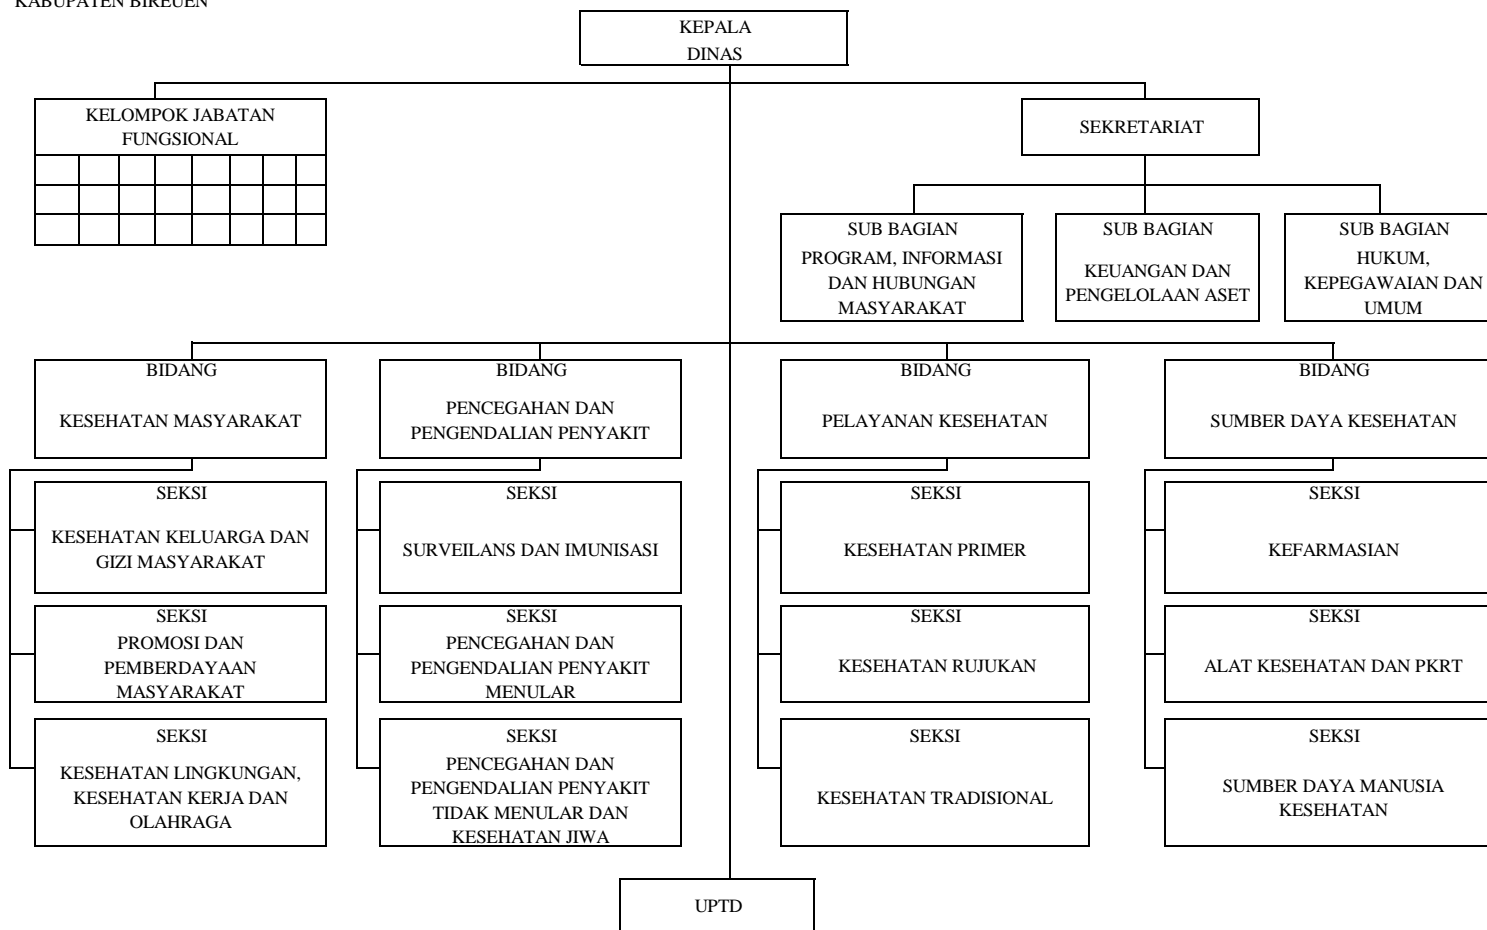 KABUPATEN BIREUEN
KEPALA
DINAS
KELOMPOK JABATAN
FUNGSIONAL
SEKRETARIAT
SUB BAGIAN
PROGRAM, INFORMASI
DAN HUBUNGAN
MASYARAKAT
SUB BAGIAN
KEUANGAN DAN
PENGELOLAAN ASET
SUB BAGIAN
HUKUM,
KEPEGAWAIAN DAN
UMUM
BIDANG
KESEHATAN MASYARAKAT
BIDANG
PENCEGAHAN DAN
PENGENDALIAN PENYAKIT
BIDANG
PELAYANAN KESEHATAN
BIDANG
SUMBER DAYA KESEHATAN
SEKSI
KESEHATAN KELUARGA DAN
GIZI MASYARAKAT
SEKSI
SURVEILANS DAN IMUNISASI
SEKSI
KESEHATAN PRIMER
SEKSI
KEFARMASIAN
SEKSI
PROMOSI DAN
PEMBERDAYAAN
MASYARAKAT
SEKSI
PENCEGAHAN DAN
PENGENDALIAN PENYAKIT
MENULAR
SEKSI
KESEHATAN RUJUKAN
SEKSI
ALAT KESEHATAN DAN PKRT
SEKSI
KESEHATAN LINGKUNGAN,
KESEHATAN KERJA DAN
OLAHRAGA
SEKSI
PENCEGAHAN DAN
PENGENDALIAN PENYAKIT
TIDAK MENULAR DAN
KESEHATAN JIWA
SEKSI
KESEHATAN TRADISIONAL
SEKSI
SUMBER DAYA MANUSIA
KESEHATAN
UPTD